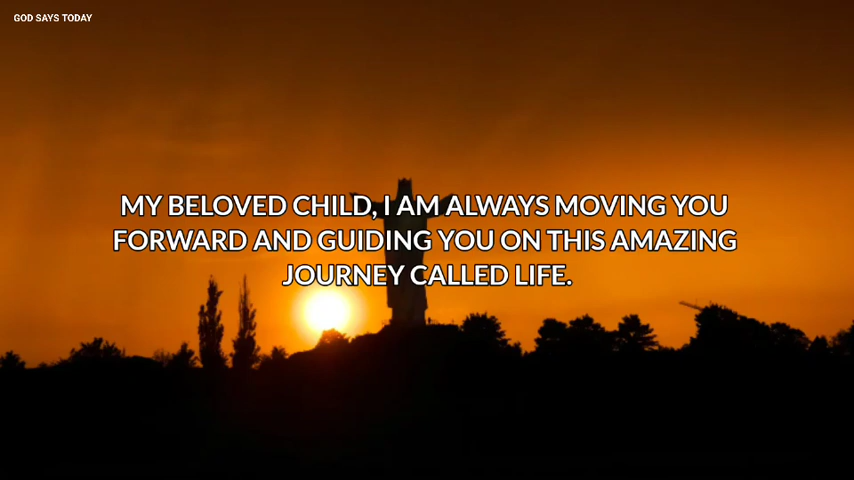 GOD SAYS TODAY
MY BELOVED CHILD, I AM ALWAYS MOVING YOU
FORWARD AND GUIDING YOU ON THIS AMAZING
JOURNEY CALLED LIFE.